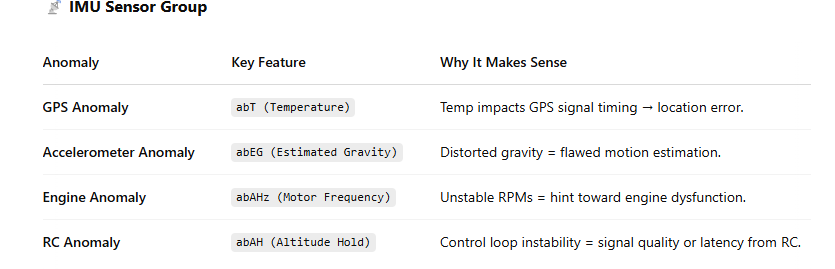 IMU Sensor Group
Anomaly Key Feature Why It Makes Sense
GPS Anomaly abT (Temperature) Temp impacts GPS signal timing → location error.
Accelerometer Anomaly abEG (Estimated Gravity) Distorted gravity = flawed motion estimation.
Engine Anomaly abAHz (Motor Frequency) Unstable RPMs = hint toward engine dysfunction.
RC Anomaly abAH (Altitude Hold) Control loop instability = signal quality or latency from RC.